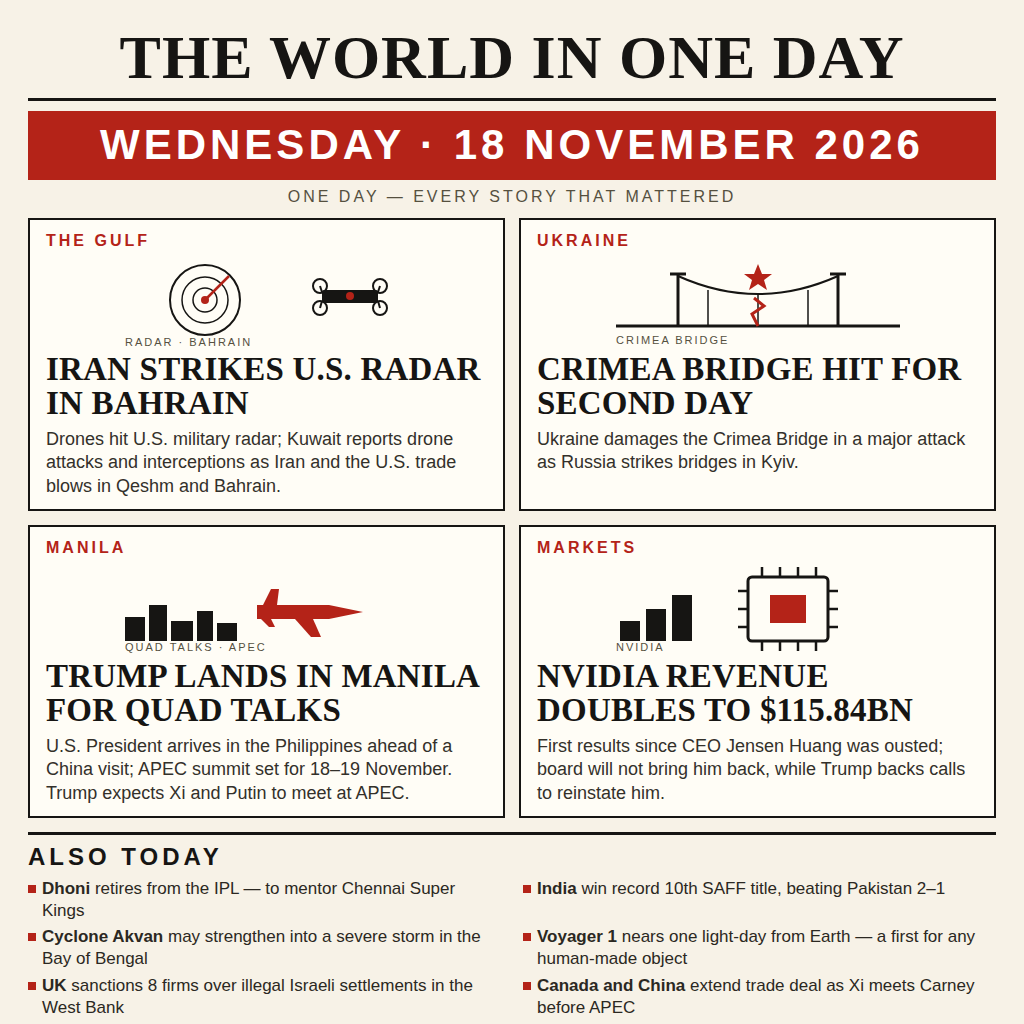 THE WORLD IN ONE DAY
WEDNESDAY · 18 NOVEMBER 2026
ONE DAY — EVERY STORY THAT MATTERED
THE GULF
RADAR · BAHRAIN
IRAN STRIKES U.S. RADAR
IN BAHRAIN
Drones hit U.S. military radar; Kuwait reports drone
attacks and interceptions as Iran and the U.S. trade
blows in Qeshm and Bahrain.
UKRAINE
CRIMEA BRIDGE
CRIMEA BRIDGE HIT FOR
SECOND DAY
Ukraine damages the Crimea Bridge in a major attack
as Russia strikes bridges in Kyiv.
MANILA
QUAD TALKS · APEC
TRUMP LANDS IN MANILA
FOR QUAD TALKS
U.S. President arrives in the Philippines ahead of a
China visit; APEC summit set for 18–19 November.
Trump expects Xi and Putin to meet at APEC.
MARKETS
NVIDIA
NVIDIA REVENUE
DOUBLES TO $115.84BN
First results since CEO Jensen Huang was ousted;
board will not bring him back, while Trump backs calls
to reinstate him.
ALSO TODAY
Dhoni retires from the IPL — to mentor Chennai Super
Kings
India win record 10th SAFF title, beating Pakistan 2–1
Cyclone Akvan may strengthen into a severe storm in the
Bay of Bengal
Voyager 1 nears one light-day from Earth — a first for any
human-made object
UK sanctions 8 firms over illegal Israeli settlements in the
West Bank
Canada and China extend trade deal as Xi meets Carney
before APEC